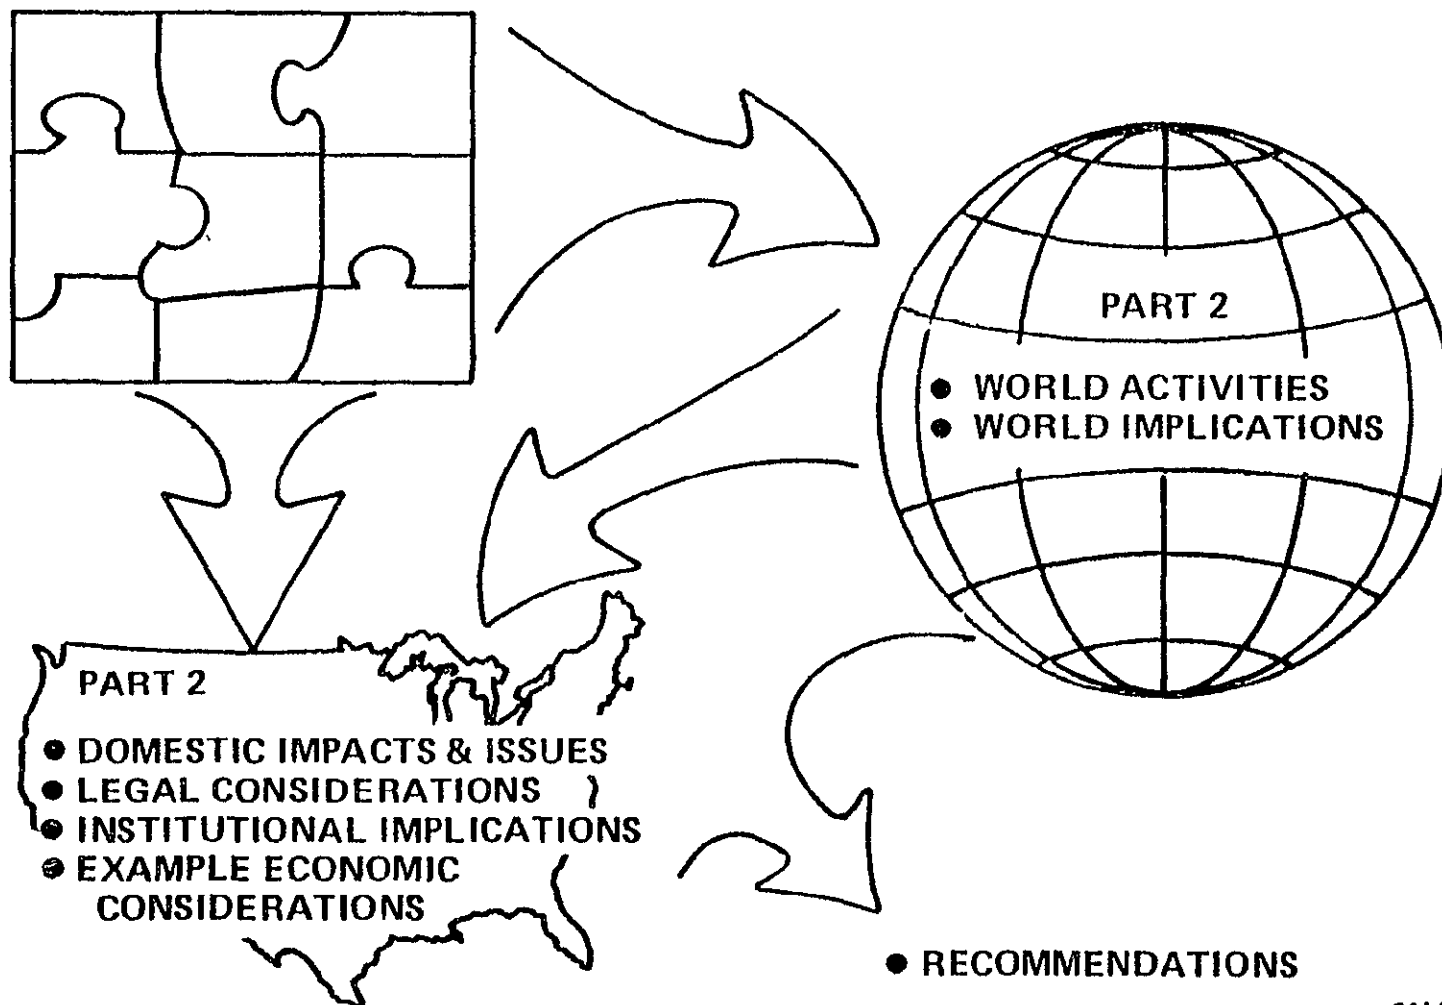 PART 2
● WORLD ACTIVITIES
● WORLD IMPLICATIONS
PART 2
● DOMESTIC IMPACTS & ISSUES
● LEGAL CONSIDERATIONS
● INSTITUTIONAL IMPLICATIONS
● EXAMPLE ECONOMIC
CONSIDERATIONS
● RECOMMENDATIONS